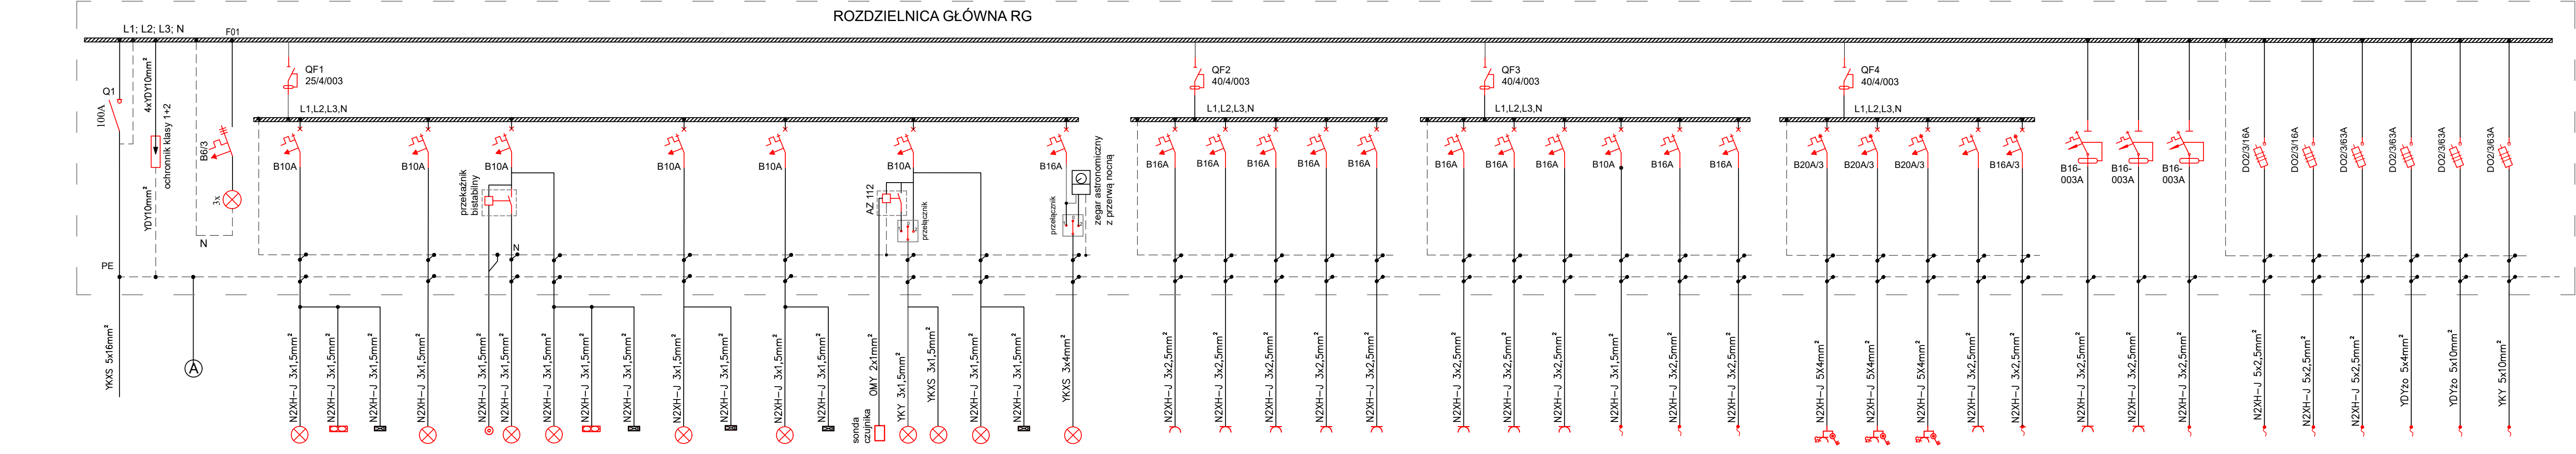 ROZDZIELNICA GŁÓWNA RG
L1; L2; L3; N
F01
Q1
100A
4xYDY10mm²
ochronnik klasy 1+2
YDY10mm²
B6/3
3x
N
PE
YKXS 5x16mm²
A
QF1
25/4/003
L1,L2,L3,N
B10A
B10A
B10A
B10A
B10A
B10A
B16A
przekaźnik
bistabilny
N
AZ 112
przełącznik
przełącznik
zegar astronomiczny
z przerwą nocną
N2XH-J 3x1,5mm²
N2XH-J 3x1,5mm²
N2XH-J 3x1,5mm²
N2XH-J 3x1,5mm²
N2XH-J 3x1,5mm²
N2XH-J 3x1,5mm²
N2XH-J 3x1,5mm²
N2XH-J 3x1,5mm²
N2XH-J 3x1,5mm²
N2XH-J 3x1,5mm²
N2XH-J 3x1,5mm²
N2XH-J 3x1,5mm²
N2XH-J 3x1,5mm²
sonda
czujnika
OMY 2x1mm²
YKY 3x1,5mm²
YKXS 3x1,5mm²
N2XH-J 3x1,5mm²
N2XH-J 3x1,5mm²
YKXS 3x4mm²
QF2
40/4/003
L1,L2,L3,N
B16A
B16A
B16A
B16A
B16A
N2XH-J 3x2,5mm²
N2XH-J 3x2,5mm²
N2XH-J 3x2,5mm²
N2XH-J 3x2,5mm²
N2XH-J 3x2,5mm²
QF3
40/4/003
L1,L2,L3,N
B16A
B16A
B16A
B10A
B16A
B16A
N2XH-J 3x2,5mm²
N2XH-J 3x2,5mm²
N2XH-J 3x2,5mm²
N2XH-J 3x1,5mm²
N2XH-J 3x2,5mm²
N2XH-J 3x2,5mm²
QF4
40/4/003
L1,L2,L3,N
B20A/3
B20A/3
B20A/3
B16A
B16A/3
N2XH-J 5X4mm²
N2XH-J 5x4mm²
N2XH-J 5x4mm²
N2XH-J 3x2,5mm²
N2XH-J 5x2,5mm²
B16-
003A
B16-
003A
B16-
003A
N2XH-J 3x2,5mm²
N2XH-J 3x2,5mm²
N2XH-J 3x2,5mm²
DO2/3/16A
DO2/3/16A
DO2/3/63A
DO2/3/63A
DO2/3/63A
DO2/3/63A
N2XH-J 5x2,5mm²
N2XH-J 5x2,5mm²
N2XH-J 5x2,5mm²
YDYżo 5x4mm²
YDYżo 5x10mm²
YKY 5x10mm²